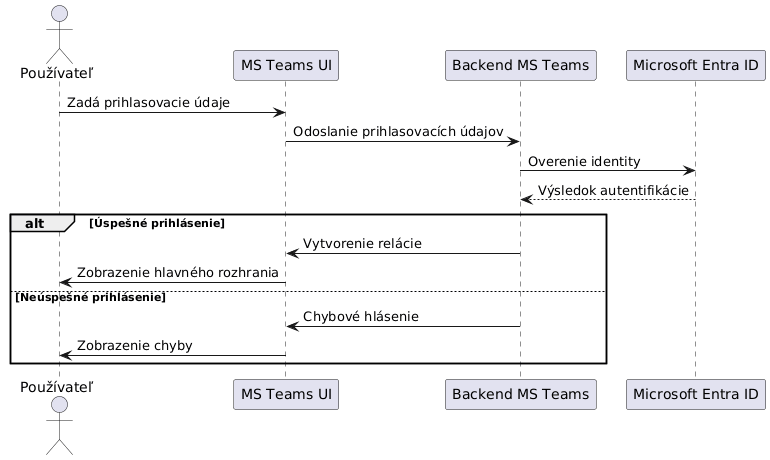 Používateľ
MS Teams UI
Backend MS Teams
Microsoft Entra ID
Zadá prihlasovacie údaje
Odoslanie prihlasovacích údajov
Overenie identity
Výsledok autentifikácie
alt
[Úspešné prihlásenie]
Vytvorenie relácie
Zobrazenie hlavného rozhrania
[Neúspešné prihlásenie]
Chybové hlásenie
Zobrazenie chyby
Používateľ
MS Teams UI
Backend MS Teams
Microsoft Entra ID